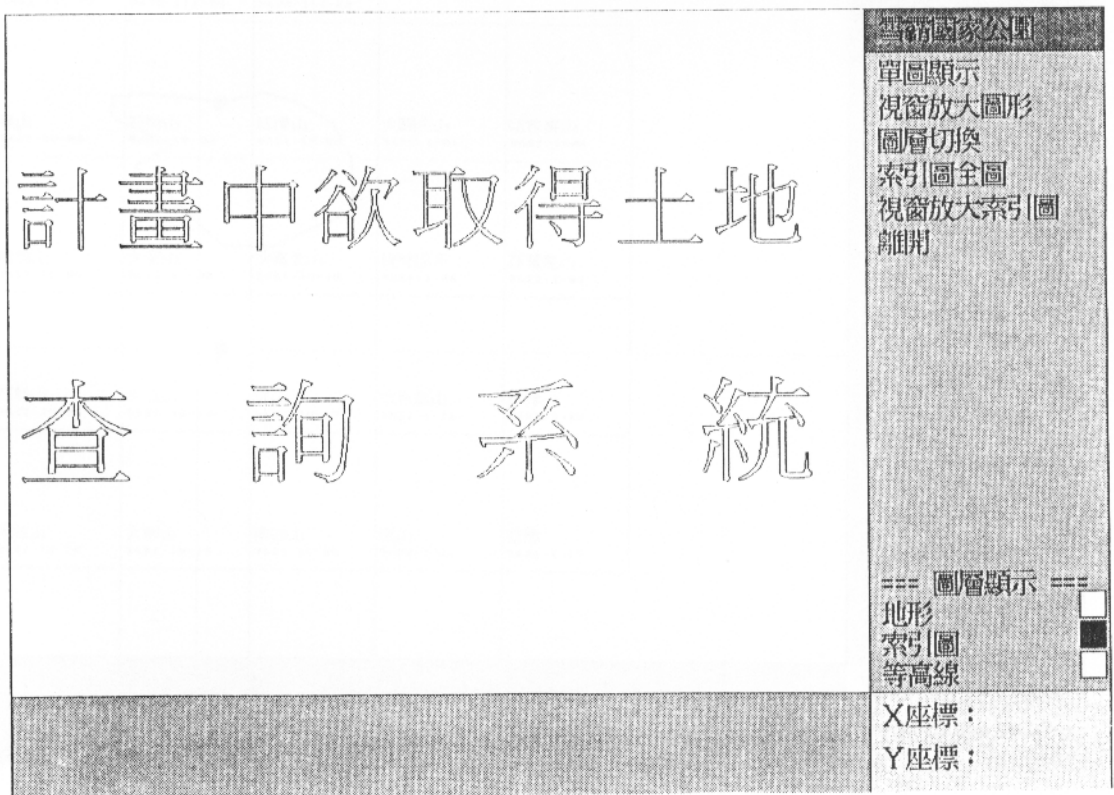 計畫中欲取得土地
查詢系統
雪霸國家公園
單圖顯示
視窗放大圖形
圖層切換
索引圖全圖
視窗放大索引圖
離開
=== 圖層顯示 ===
地形
索引圖
等高線
X座標：
Y座標：